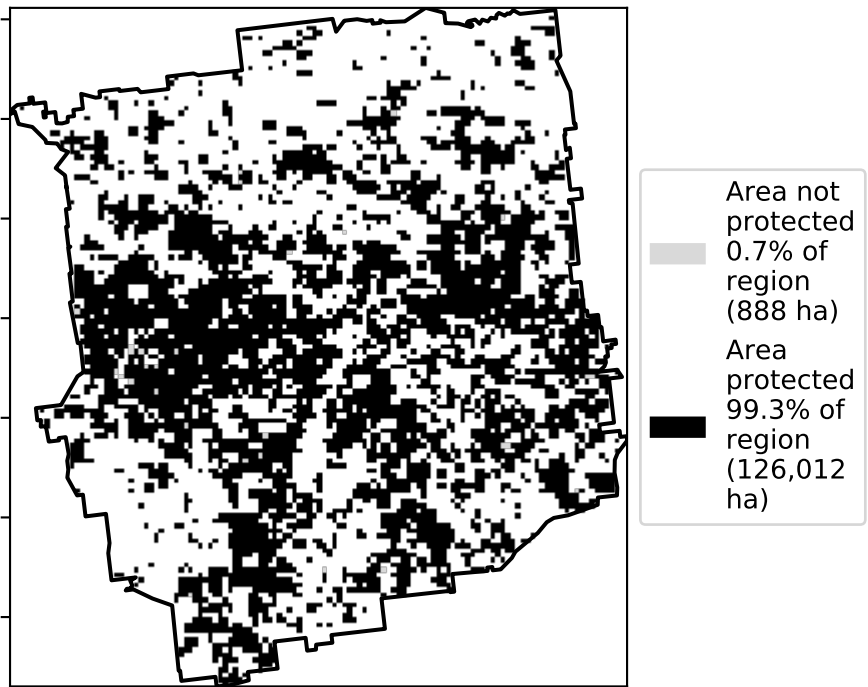 Area not
protected
0.7% of
region
(888 ha)
Area
protected
99.3% of
region
(126,012
ha)